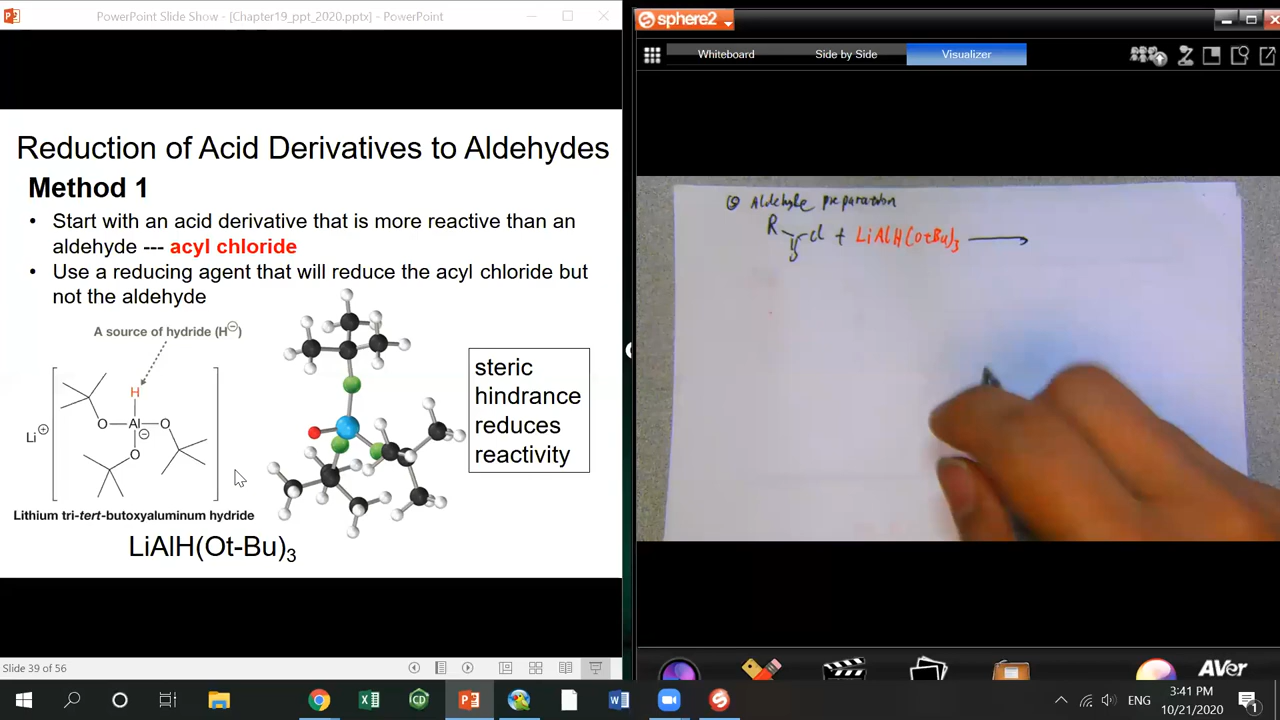 PowerPoint Slide Show - [Chapter19_ppt_2020.pptx] - PowerPoint
Reduction of Acid Derivatives to Aldehydes
Method 1
• Start with an acid derivative that is more reactive than an
aldehyde --- acyl chloride
• Use a reducing agent that will reduce the acyl chloride but
not the aldehyde
A source of hydride (H⊖)
H
Li⊕
O Al O
⊖
O
steric
hindrance
reduces
reactivity
Lithium tri-tert-butoxyaluminum hydride
LiAlH(Ot-Bu)₃
Slide 39 of 56
sphere2
Whiteboard Side by Side Visualizer
Aldehyde preparation
R Cl + LiAlH(Ot-Bu)₃
O
AVer
ENG
3:41 PM
10/21/2020
1